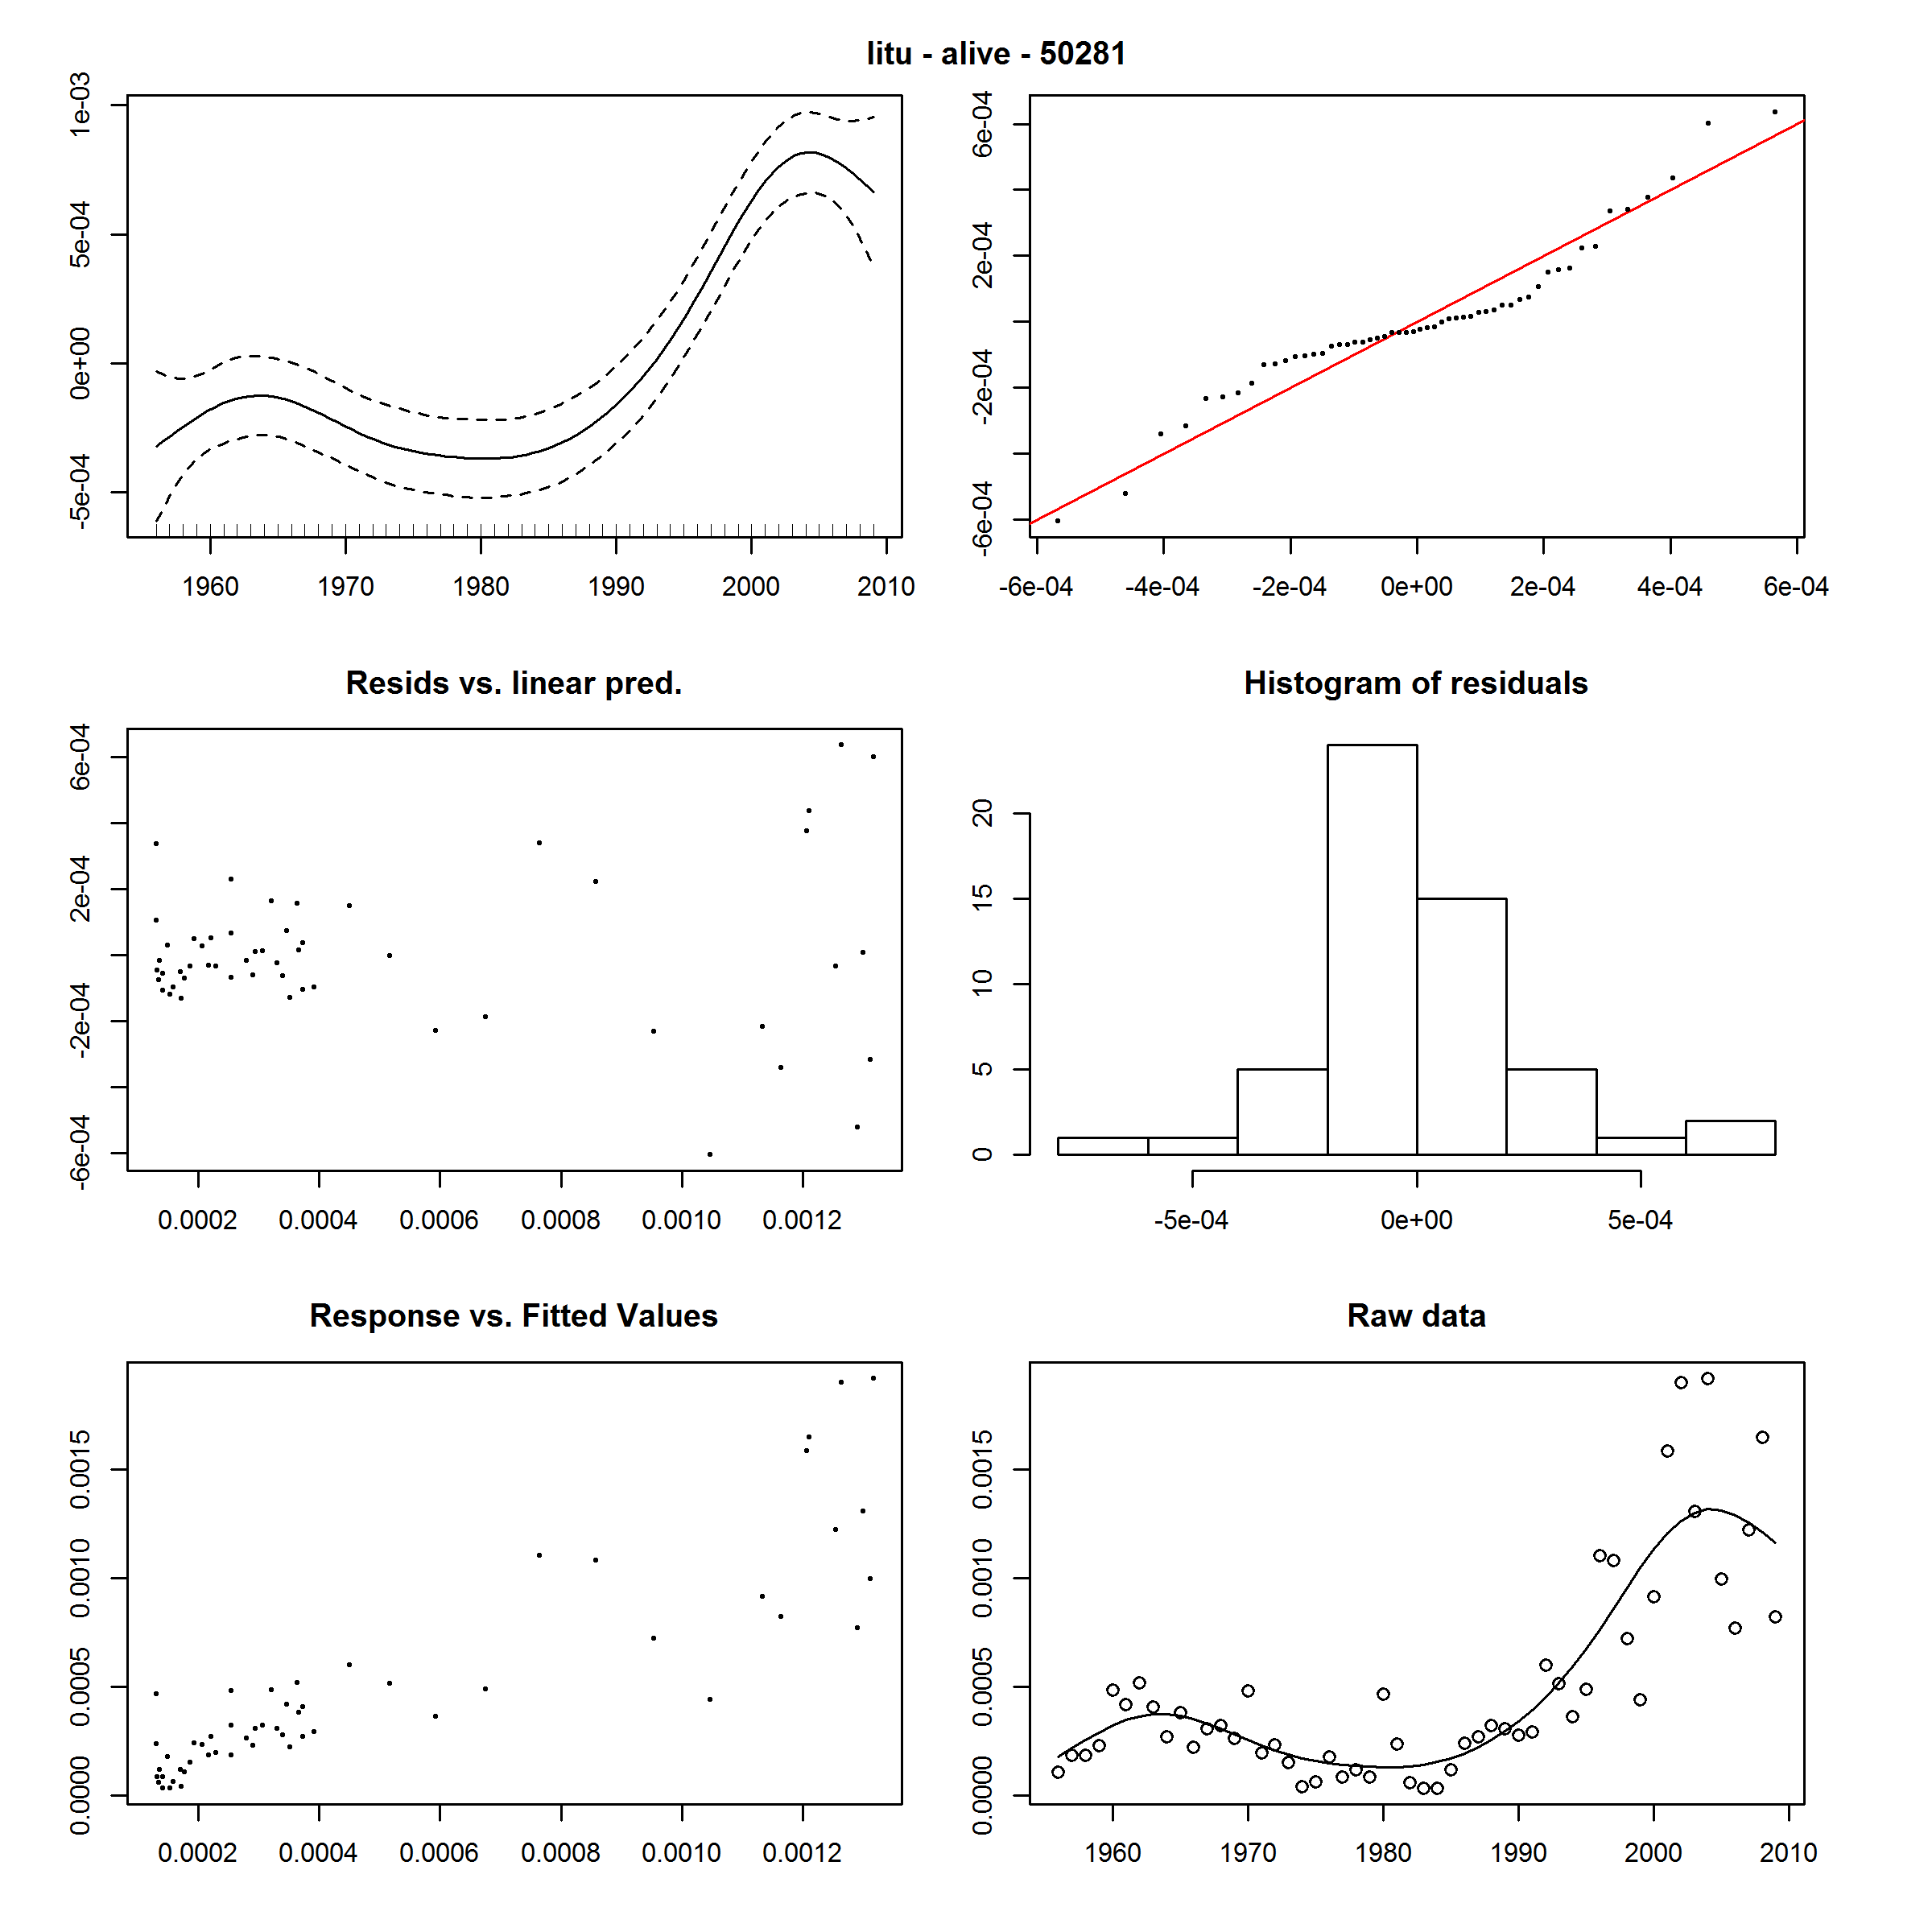 litu - alive - 50281
1e-03
5e-04
0e+00
-5e-04
1960 1970 1980 1990 2000 2010
6e-04
2e-04
-2e-04
-6e-04
-6e-04 -4e-04 -2e-04 0e+00 2e-04 4e-04 6e-04
Resids vs. linear pred.
6e-04
2e-04
-2e-04
-6e-04
0.0002 0.0004 0.0006 0.0008 0.0010 0.0012
Histogram of residuals
20
15
10
5
0
-5e-04 0e+00 5e-04
Response vs. Fitted Values
0.0015
0.0010
0.0005
0.0000
0.0002 0.0004 0.0006 0.0008 0.0010 0.0012
Raw data
0.0015
0.0010
0.0005
0.0000
1960 1970 1980 1990 2000 2010